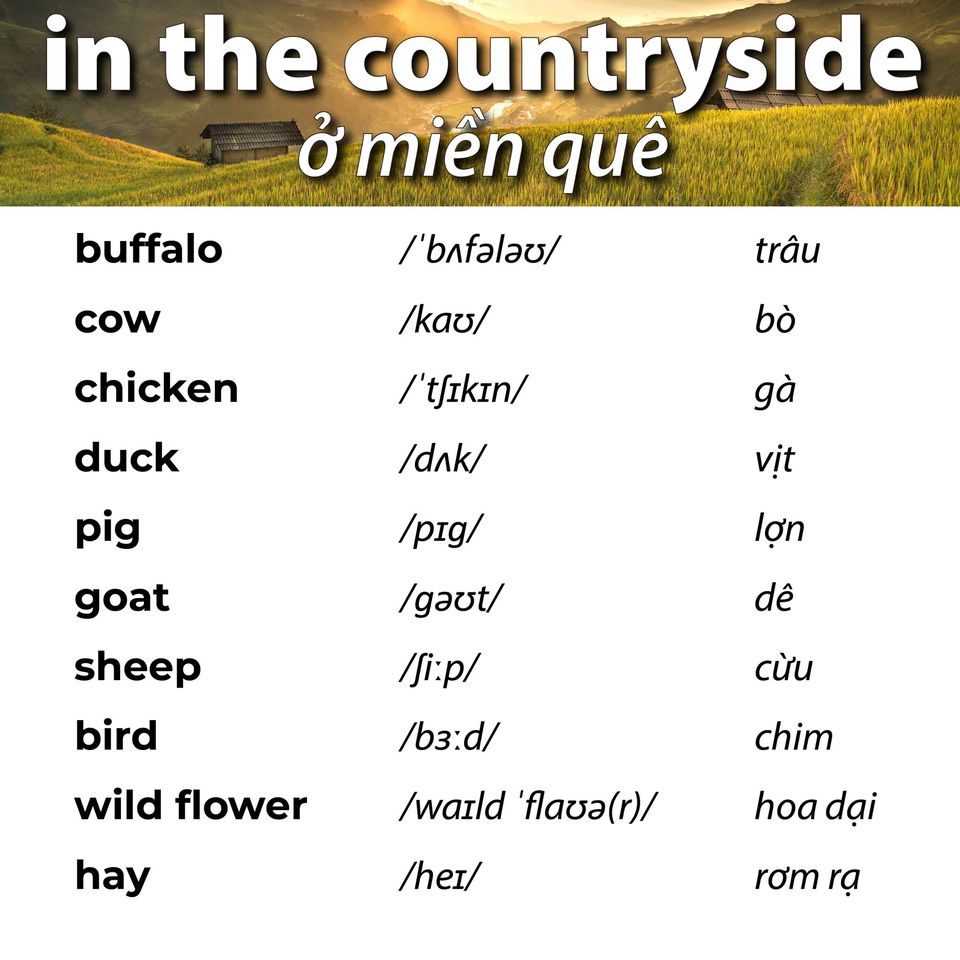 in the countryside
ở miền quê
buffalo /ˈbʌfələʊ/ trâu
cow /kaʊ/ bò
chicken /ˈtʃɪkɪn/ gà
duck /dʌk/ vịt
pig /pɪg/ lợn
goat /gəʊt/ dê
sheep /ʃiːp/ cừu
bird /bɜːd/ chim
wild flower /waɪld ˈflaʊə(r)/ hoa dại
hay /heɪ/ rơm rạ